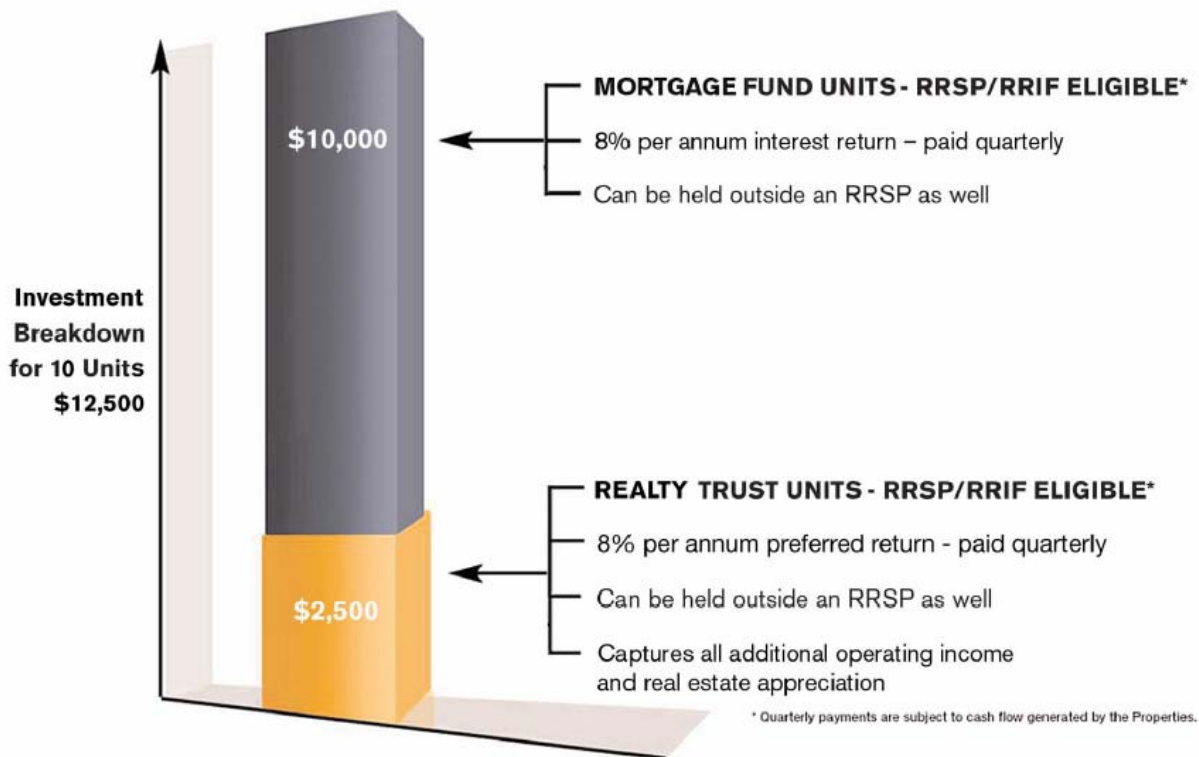 $10,000
MORTGAGE FUND UNITS - RRSP/RRIF ELIGIBLE*
8% per annum interest return – paid quarterly
Can be held outside an RRSP as well
Investment
Breakdown
for 10 Units
$12,500
$2,500
REALTY TRUST UNITS - RRSP/RRIF ELIGIBLE*
8% per annum preferred return - paid quarterly
Can be held outside an RRSP as well
Captures all additional operating income
and real estate appreciation
* Quarterly payments are subject to cash flow generated by the Properties.